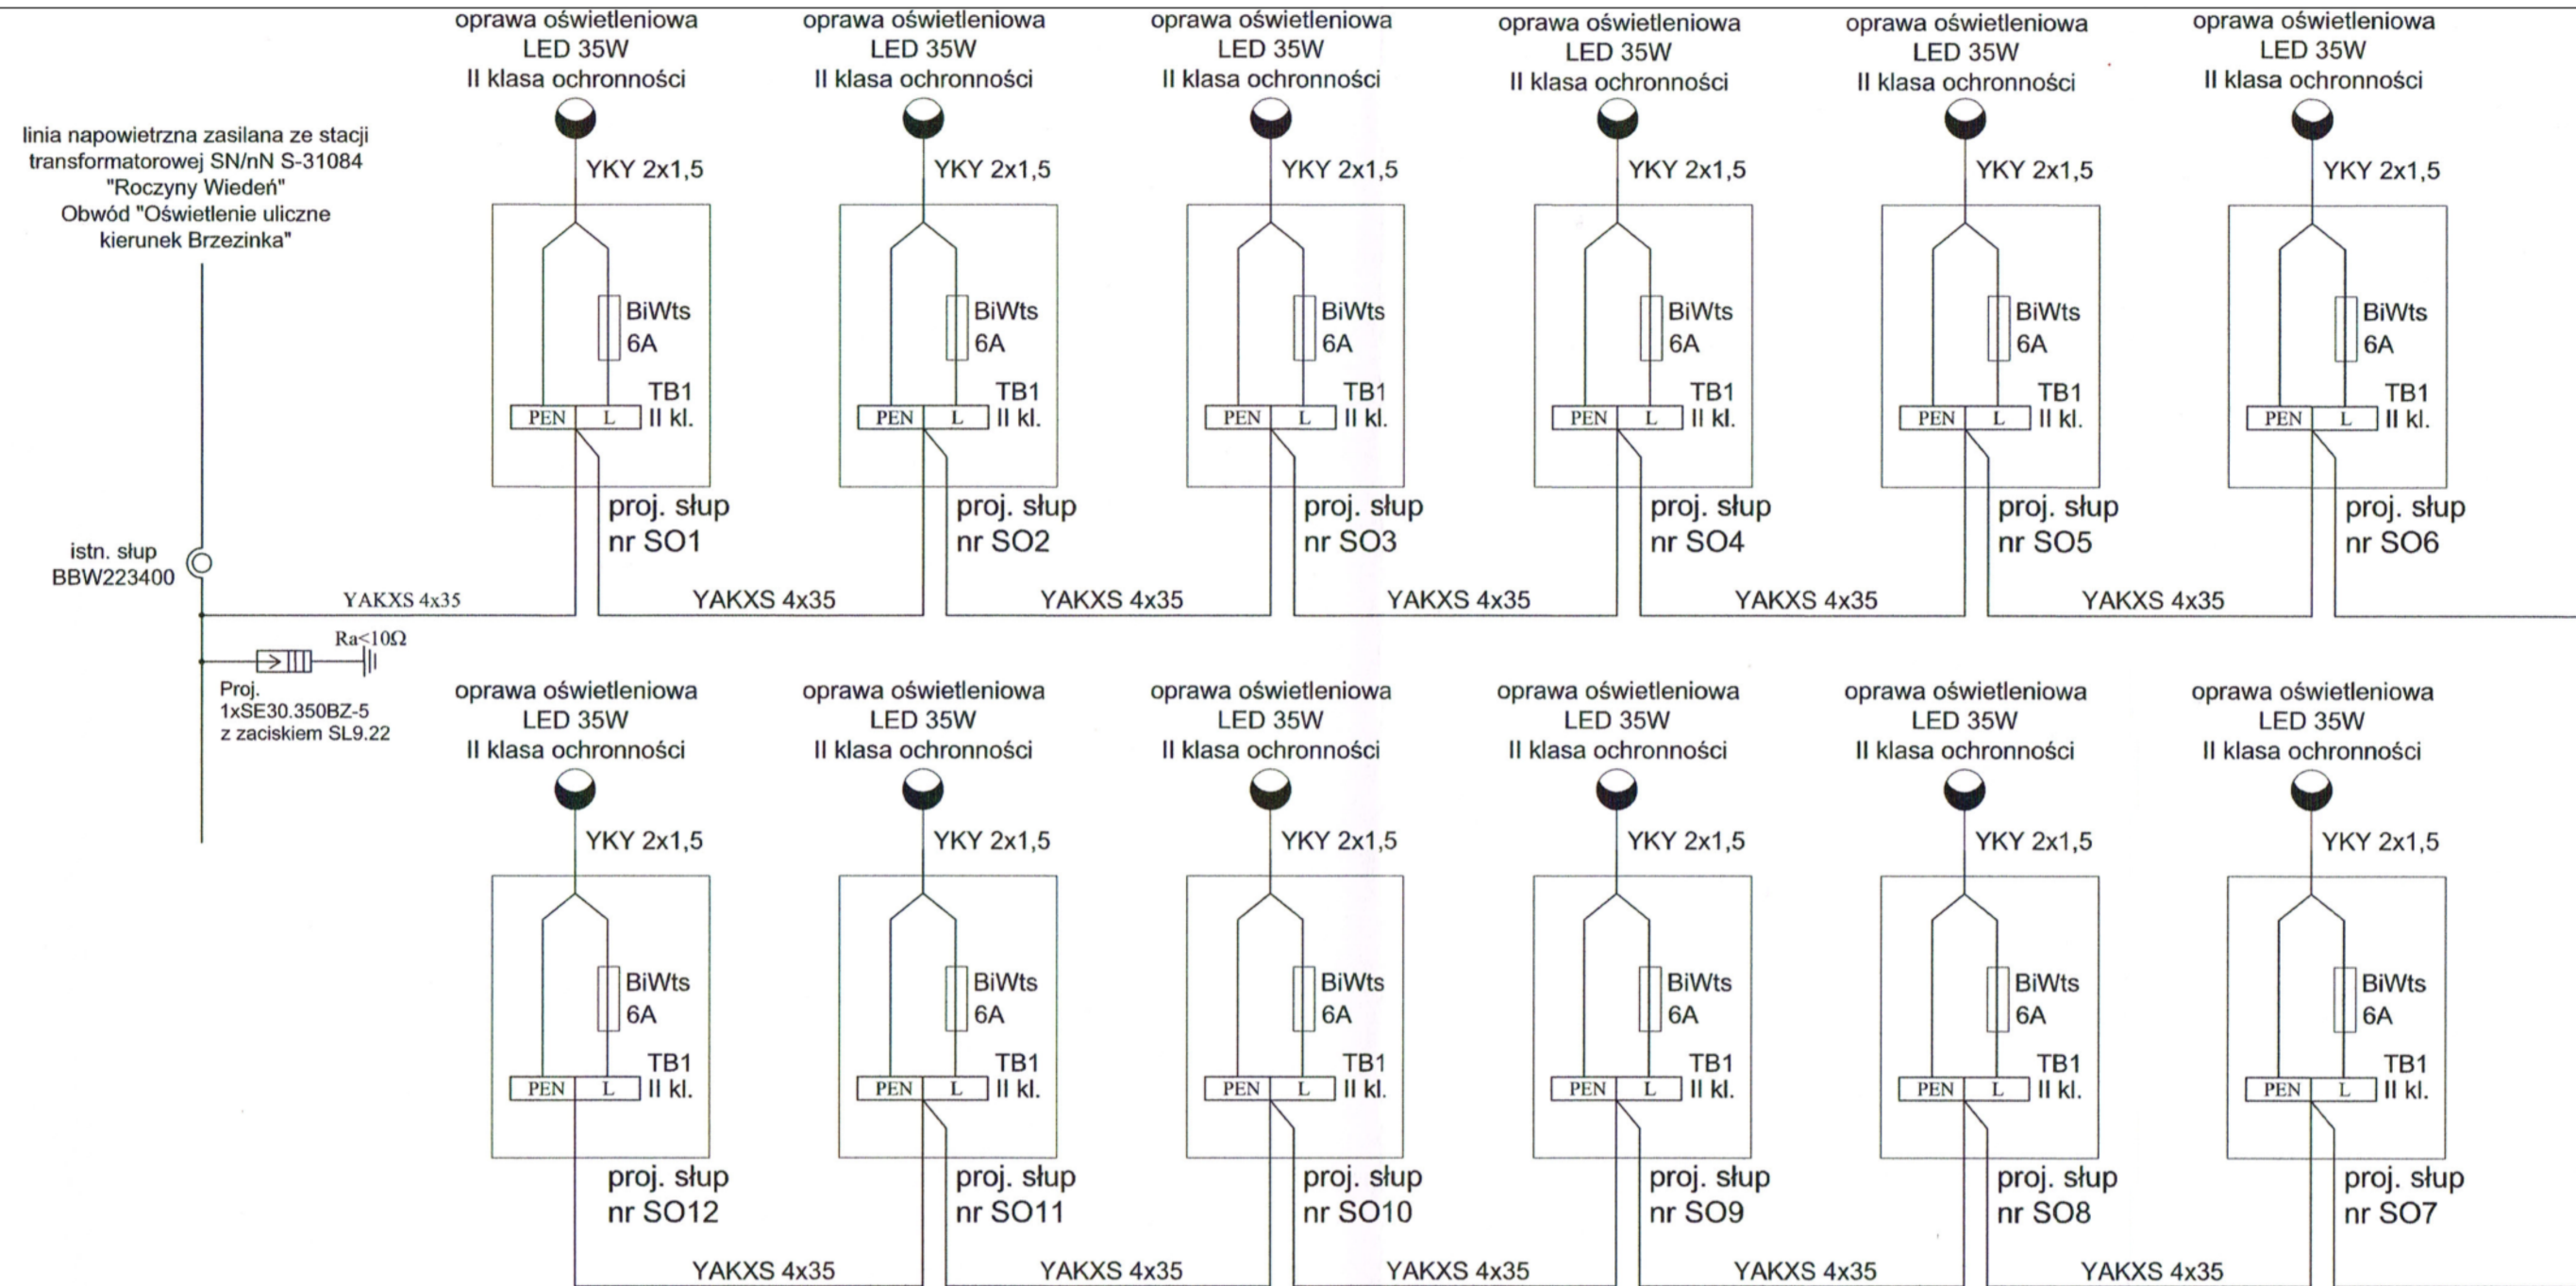 oprawa oświetleniowa
LED 35W
II klasa ochronności
oprawa oświetleniowa
LED 35W
II klasa ochronności
oprawa oświetleniowa
LED 35W
II klasa ochronności
oprawa oświetleniowa
LED 35W
II klasa ochronności
oprawa oświetleniowa
LED 35W
II klasa ochronności
oprawa oświetleniowa
LED 35W
II klasa ochronności
linia napowietrzna zasilana ze stacji
transformatorowej SN/nN S-31084
"Roczyny Wiedeń"
Obwód "Oświetlenie uliczne
kierunek Brzezinka"
YKY 2x1,5
YKY 2x1,5
YKY 2x1,5
YKY 2x1,5
YKY 2x1,5
YKY 2x1,5
BiWts
6A
BiWts
6A
BiWts
6A
BiWts
6A
BiWts
6A
BiWts
6A
TB1
PEN L II kl.
TB1
PEN L II kl.
TB1
PEN L II kl.
TB1
PEN L II kl.
TB1
PEN L II kl.
TB1
PEN L II kl.
proj. słup
nr SO1
proj. słup
nr SO2
proj. słup
nr SO3
proj. słup
nr SO4
proj. słup
nr SO5
proj. słup
nr SO6
istn. słup
BBW223400
YAKXS 4x35
YAKXS 4x35
YAKXS 4x35
YAKXS 4x35
YAKXS 4x35
YAKXS 4x35
Ra<10Ω
Proj.
1xSE30.350BZ-5
z zaciskiem SL9.22
oprawa oświetleniowa
LED 35W
II klasa ochronności
oprawa oświetleniowa
LED 35W
II klasa ochronności
oprawa oświetleniowa
LED 35W
II klasa ochronności
oprawa oświetleniowa
LED 35W
II klasa ochronności
oprawa oświetleniowa
LED 35W
II klasa ochronności
oprawa oświetleniowa
LED 35W
II klasa ochronności
YKY 2x1,5
YKY 2x1,5
YKY 2x1,5
YKY 2x1,5
YKY 2x1,5
YKY 2x1,5
BiWts
6A
BiWts
6A
BiWts
6A
BiWts
6A
BiWts
6A
BiWts
6A
TB1
PEN L II kl.
TB1
PEN L II kl.
TB1
PEN L II kl.
TB1
PEN L II kl.
TB1
PEN L II kl.
TB1
PEN L II kl.
proj. słup
nr SO12
proj. słup
nr SO11
proj. słup
nr SO10
proj. słup
nr SO9
proj. słup
nr SO8
proj. słup
nr SO7
YAKXS 4x35
YAKXS 4x35
YAKXS 4x35
YAKXS 4x35
YAKXS 4x35